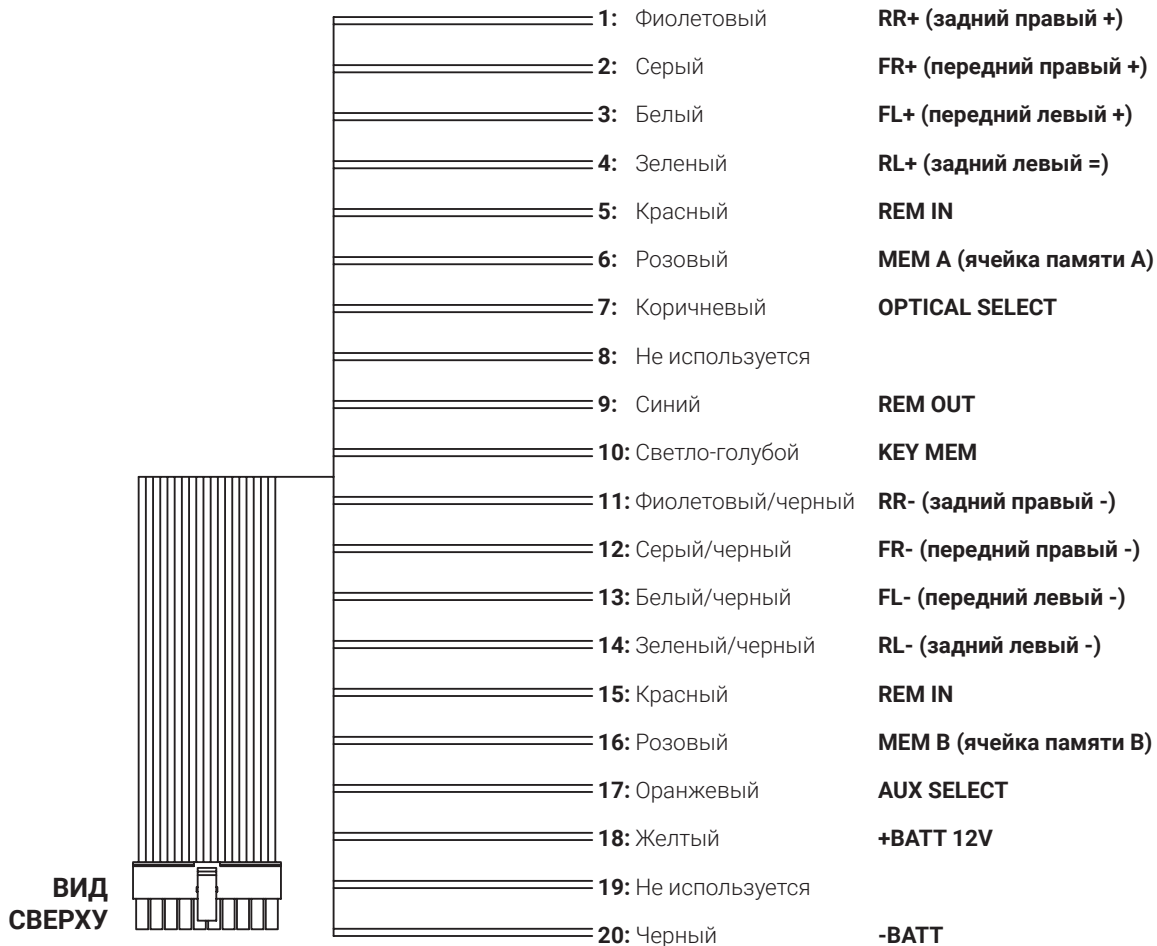 1: Фиолетовый RR+ (задний правый +)
2: Серый FR+ (передний правый +)
3: Белый FL+ (передний левый +)
4: Зеленый RL+ (задний левый =)
5: Красный REM IN
6: Розовый MEM A (ячейка памяти A)
7: Коричневый OPTICAL SELECT
8: Не используется
9: Синий REM OUT
10: Светло-голубой KEY MEM
11: Фиолетовый/черный RR- (задний правый -)
12: Серый/черный FR- (передний правый -)
13: Белый/черный FL- (передний левый -)
14: Зеленый/черный RL- (задний левый -)
15: Красный REM IN
16: Розовый MEM B (ячейка памяти B)
17: Оранжевый AUX SELECT
18: Желтый +BATT 12V
19: Не используется
20: Черный -BATT
ВИД
СВЕРХУ